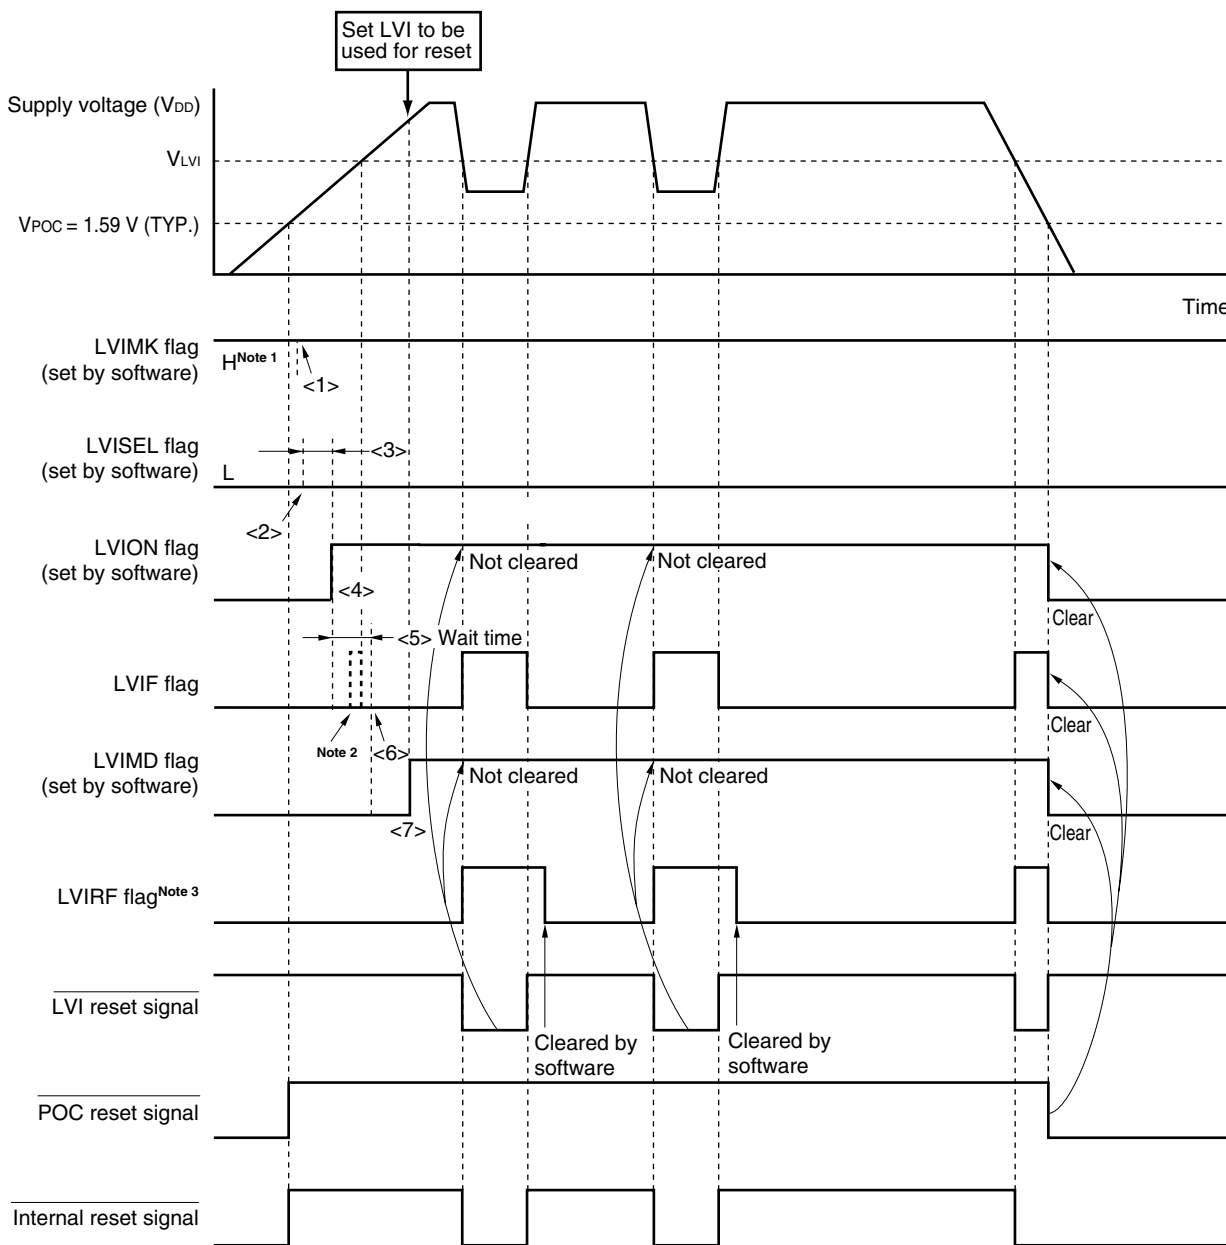 Set LVI to be
used for reset
Supply voltage (VDD)
VLVI
VPOC = 1.59 V (TYP.)
Time
LVIMK flag
(set by software)
H Note 1
<1>
LVISEL flag
(set by software)
L
<3>
<2>
LVION flag
(set by software)
Not cleared
Not cleared
<4>
Clear
<5> Wait time
LVIF flag
Note 2
<6>
Clear
LVIMD flag
(set by software)
Not cleared
Not cleared
<7>
Clear
LVIRF flag Note 3
LVI reset signal
Cleared by
software
Cleared by
software
POC reset signal
Internal reset signal